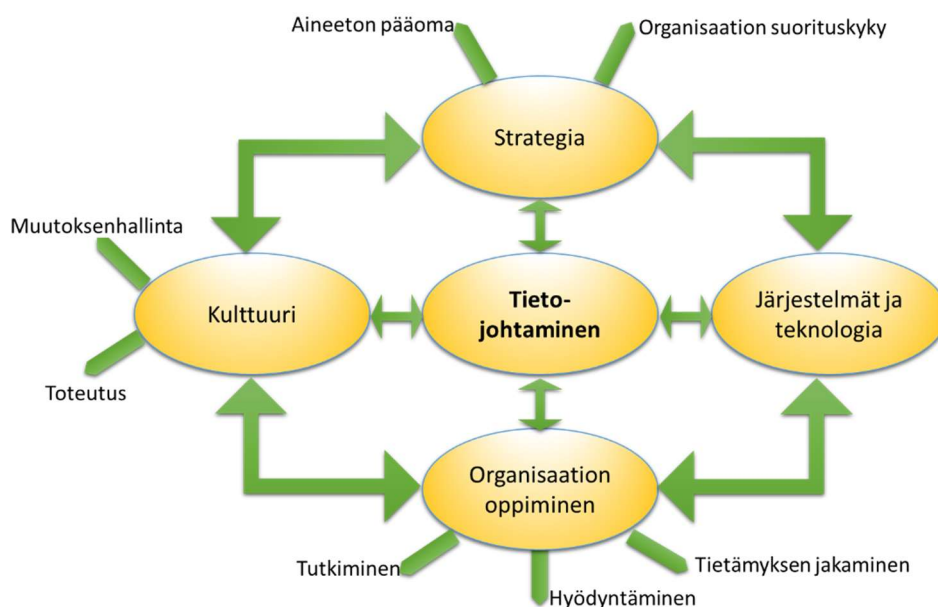 Aineeton pääoma
Organisaation suorituskyky
Strategia
Muutoksenhallinta
Kulttuuri
Tieto-
johtaminen
Järjestelmät ja
teknologia
Toteutus
Organisaation
oppiminen
Tutkiminen
Tietämyksen jakaminen
Hyödyntäminen